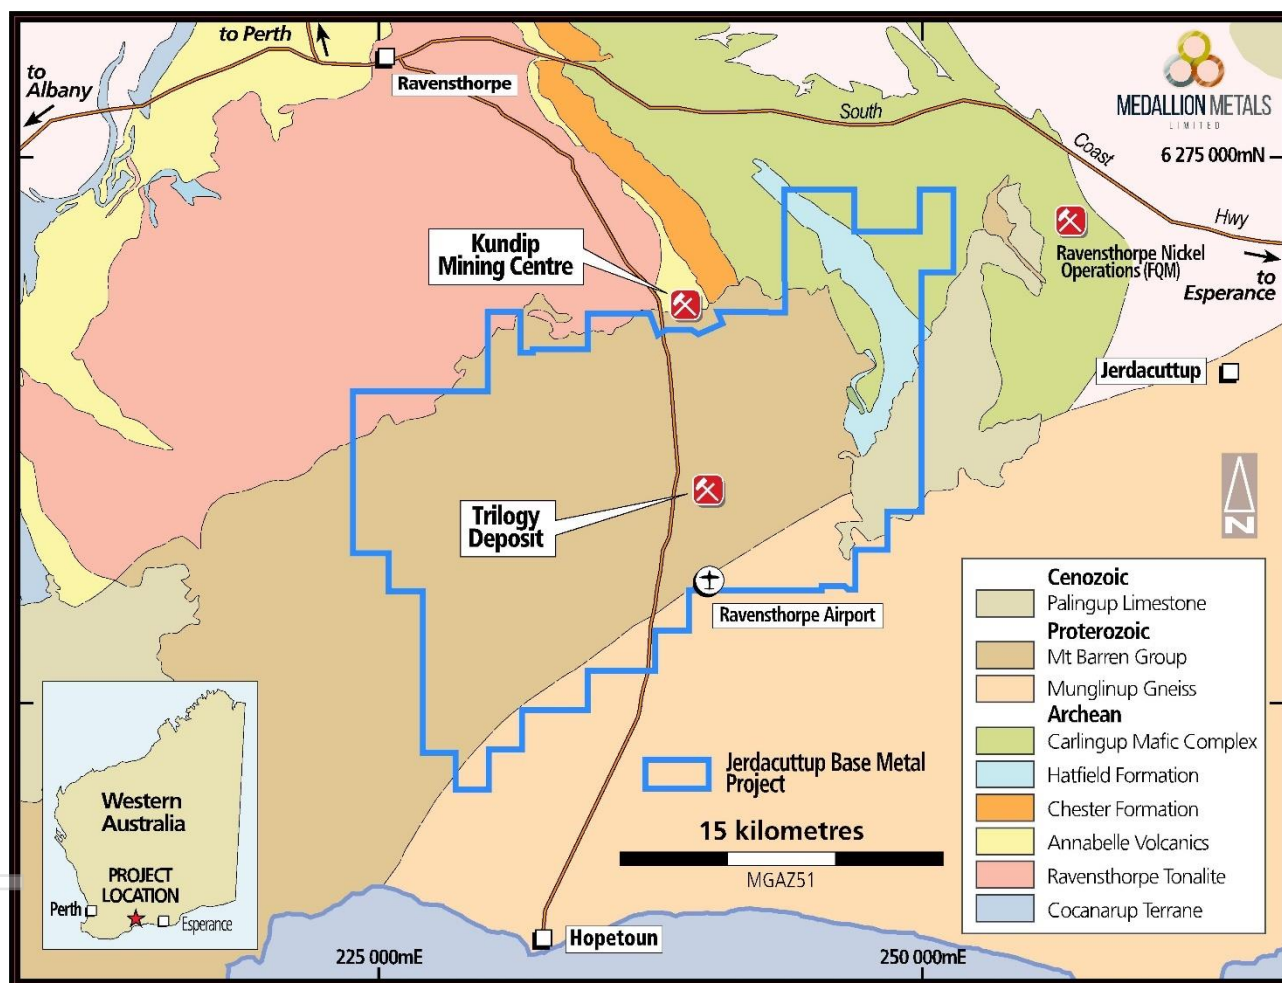 to Perth
to
Albany
Ravensthorpe
South
Coast
Hwy
MEDALLION METALS
LIMITED
6 275 000mN
Kundip
Mining Centre
Ravensthorpe Nickel
Operations (FQM)
to
Esperance
Jerdacuttup
Trilogy
Deposit
N
Ravensthorpe Airport
Cenozoic
Palingup Limestone
Proterozoic
Mt Barren Group
Munglinup Gneiss
Archean
Carlingup Mafic Complex
Hatfield Formation
Chester Formation
Annabelle Volcanics
Ravensthorpe Tonalite
Cocanarup Terrane
Jerdacuttup Base Metal
Project
15 kilometres
MGAZ51
Western
Australia
PROJECT
LOCATION
Perth
Esperance
Hopetoun
225 000mE
250 000mE